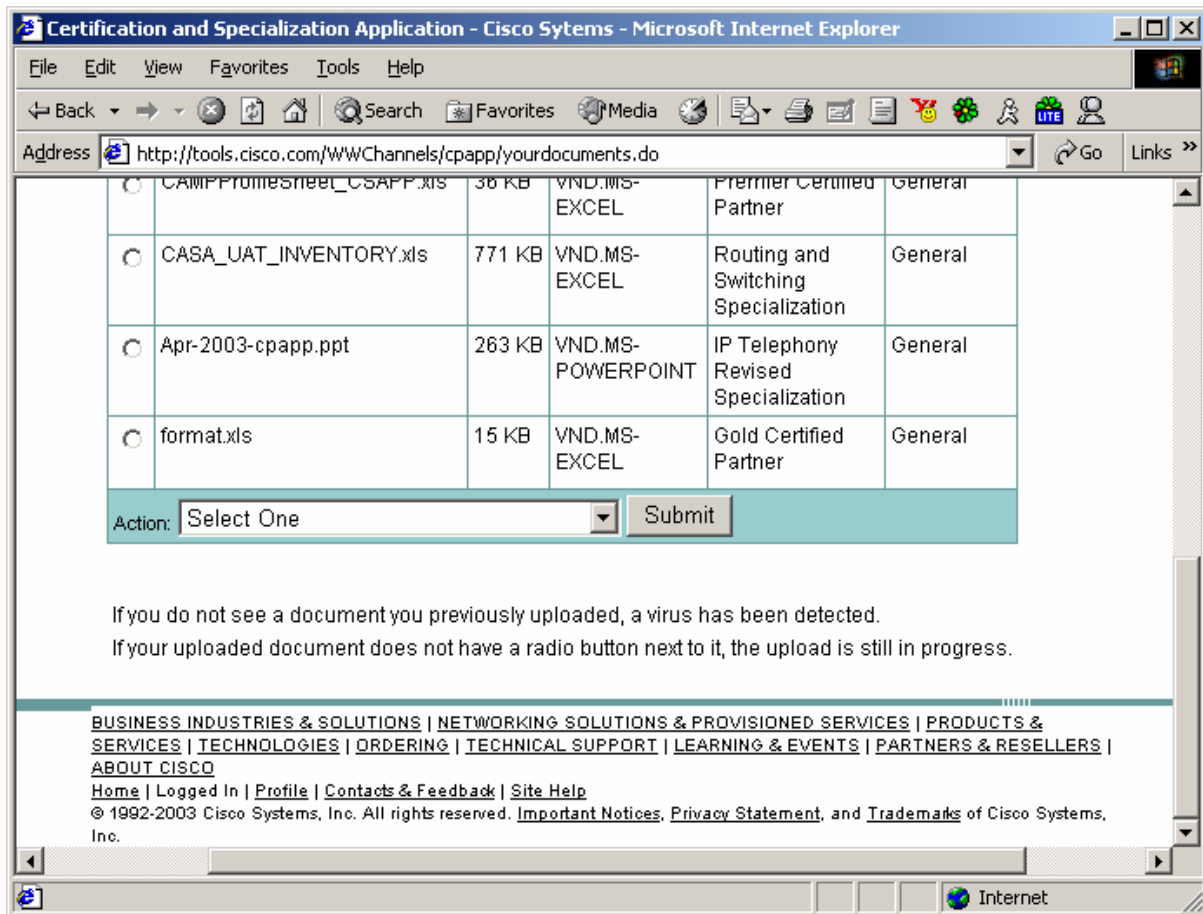 Certification and Specialization Application - Cisco Sytems - Microsoft Internet Explorer
File Edit View Favorites Tools Help
Back Search Favorites Media LITE
Address http://tools.cisco.com/WWChannels/cpapp/yourdocuments.do Go Links »
CAMPProfileSheet_CSAPP.xls 36 KB VND.MS- Premier Certified General
EXCEL Partner
CASA_UAT_INVENTORY.xls 771 KB VND.MS- Routing and General
EXCEL Switching
Specialization
Apr-2003-cpapp.ppt 263 KB VND.MS- IP Telephony General
POWERPOINT Revised
Specialization
format.xls 15 KB VND.MS- Gold Certified General
EXCEL Partner
Action: Select One Submit
If you do not see a document you previously uploaded, a virus has been detected.
If your uploaded document does not have a radio button next to it, the upload is still in progress.
BUSINESS INDUSTRIES & SOLUTIONS | NETWORKING SOLUTIONS & PROVISIONED SERVICES | PRODUCTS &
SERVICES | TECHNOLOGIES | ORDERING | TECHNICAL SUPPORT | LEARNING & EVENTS | PARTNERS & RESELLERS |
ABOUT CISCO
Home | Logged In | Profile | Contacts & Feedback | Site Help
© 1992-2003 Cisco Systems, Inc. All rights reserved. Important Notices, Privacy Statement, and Trademarks of Cisco Systems,
Inc.
Internet